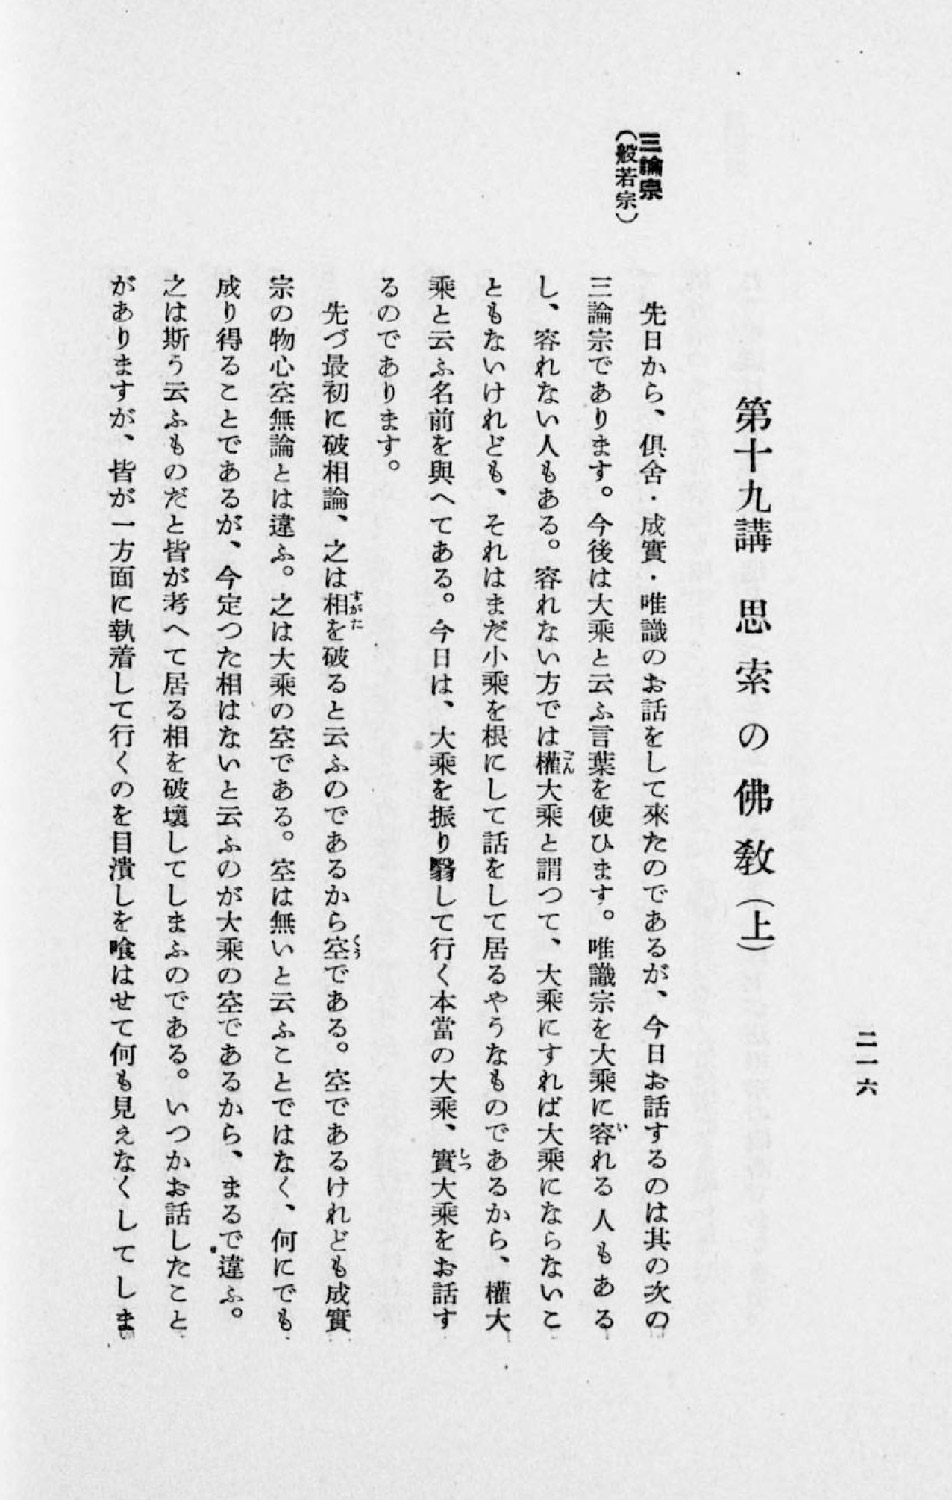 二一六
第十九講 思索の佛敎(上)
三論宗
(般若宗)
先日から、俱舍・成實・唯識のお話をして來たのであるが、今日お話するのは其の次の
三論宗であります。今後は大乘と云ふ言葉を使ひます。唯識宗を大乘に容れる人もある
し、容れない人もある。容れない方では權大乘と謂つて、大乘にすれば大乘にならないこ
ともないけれども、それはまだ小乘を根にして話をして居るやうなものであるから、權大
乘と云ふ名前を與へてある。今日は、大乘を振り翳して行く本當の大乘、實大乘をお話す
るのであります。
先づ最初に破相論、之は相を破ると云ふのであるから空である。空であるけれども成實
宗の物心空無論とは違ふ。之は大乘の空である。空は無いと云ふことではなく、何にでも
成り得ることであるが、今定つた相はないと云ふのが大乘の空であるから、まるで違ふ。
之は斯う云ふものだと皆が考へて居る相を破壞してしまふのである。いつかお話したこと
がありますが、皆が一方面に執着して行くのを目潰しを喰はせて何も見えなくしてしま